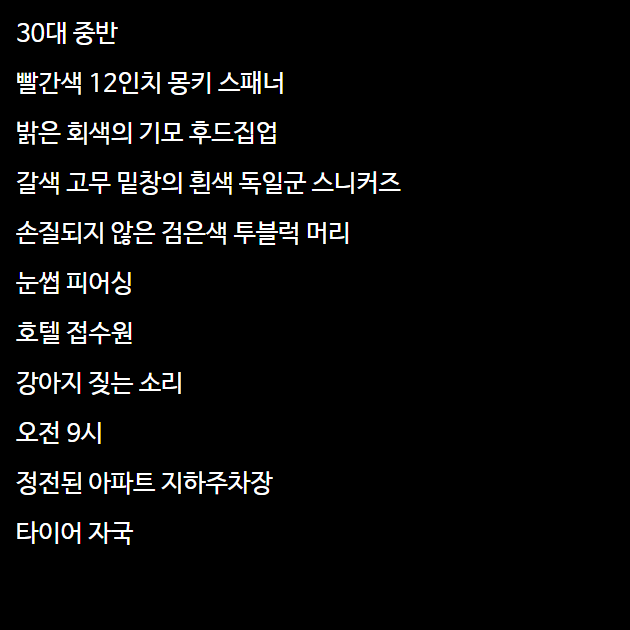 30대 중반
빨간색 12인치 몽키 스패너
밝은 회색의 기모 후드집업
갈색 고무 밑창의 흰색 독일군 스니커즈
손질되지 않은 검은색 투블럭 머리
눈썹 피어싱
호텔 접수원
강아지 짖는 소리
오전 9시
정전된 아파트 지하주차장
타이어 자국